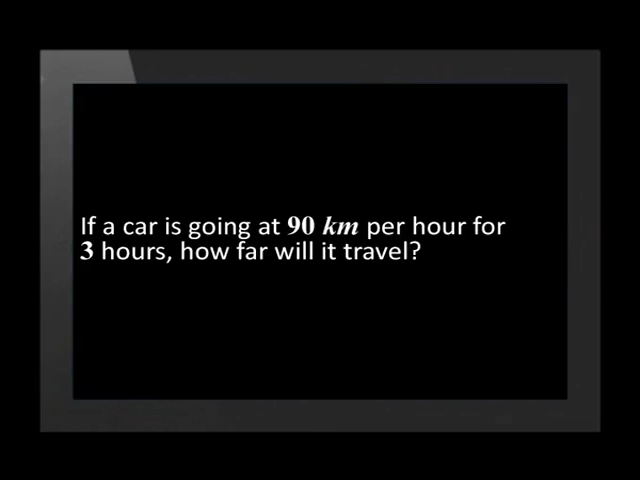 If a car is going at 90 km per hour for
3 hours, how far will it travel?